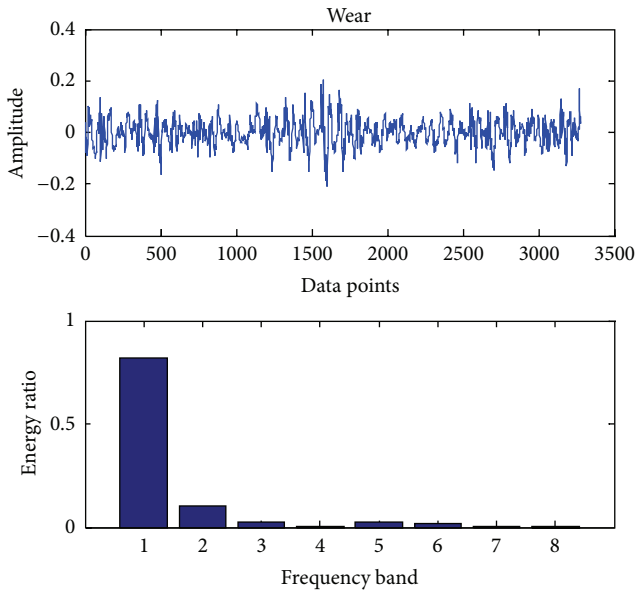 Wear
0.4
0.2
0
−0.2
−0.4
Amplitude
0 500 1000 1500 2000 2500 3000 3500
Data points
1
0.5
0
Energy ratio
1 2 3 4 5 6 7 8
Frequency band